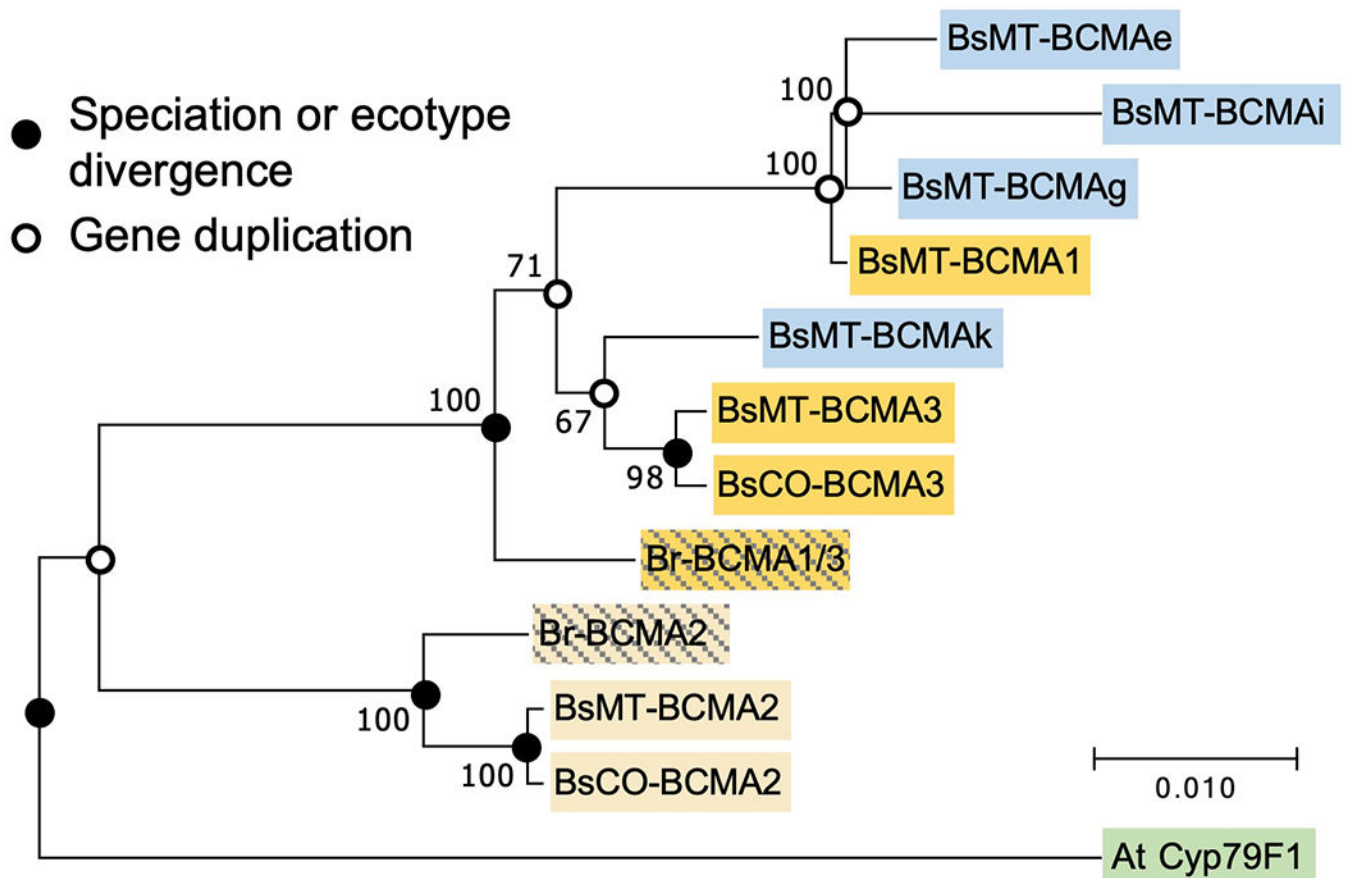 Speciation or ecotype
divergence
Gene duplication
BsMT-BCMAe
100
BsMT-BCMAi
100
BsMT-BCMAg
BsMT-BCMA1
71
BsMT-BCMAk
100
BsMT-BCMA3
67
98
BsCO-BCMA3
Br-BCMA1/3
Br-BCMA2
BsMT-BCMA2
100
100
BsCO-BCMA2
0.010
At Cyp79F1